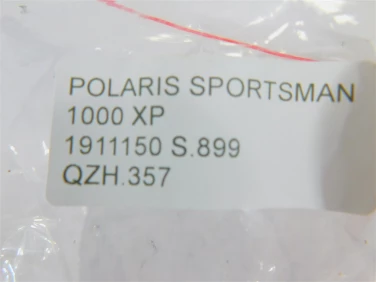 POLARIS SPORTSMAN
1000 XP
1911150 S.899
QZH.357